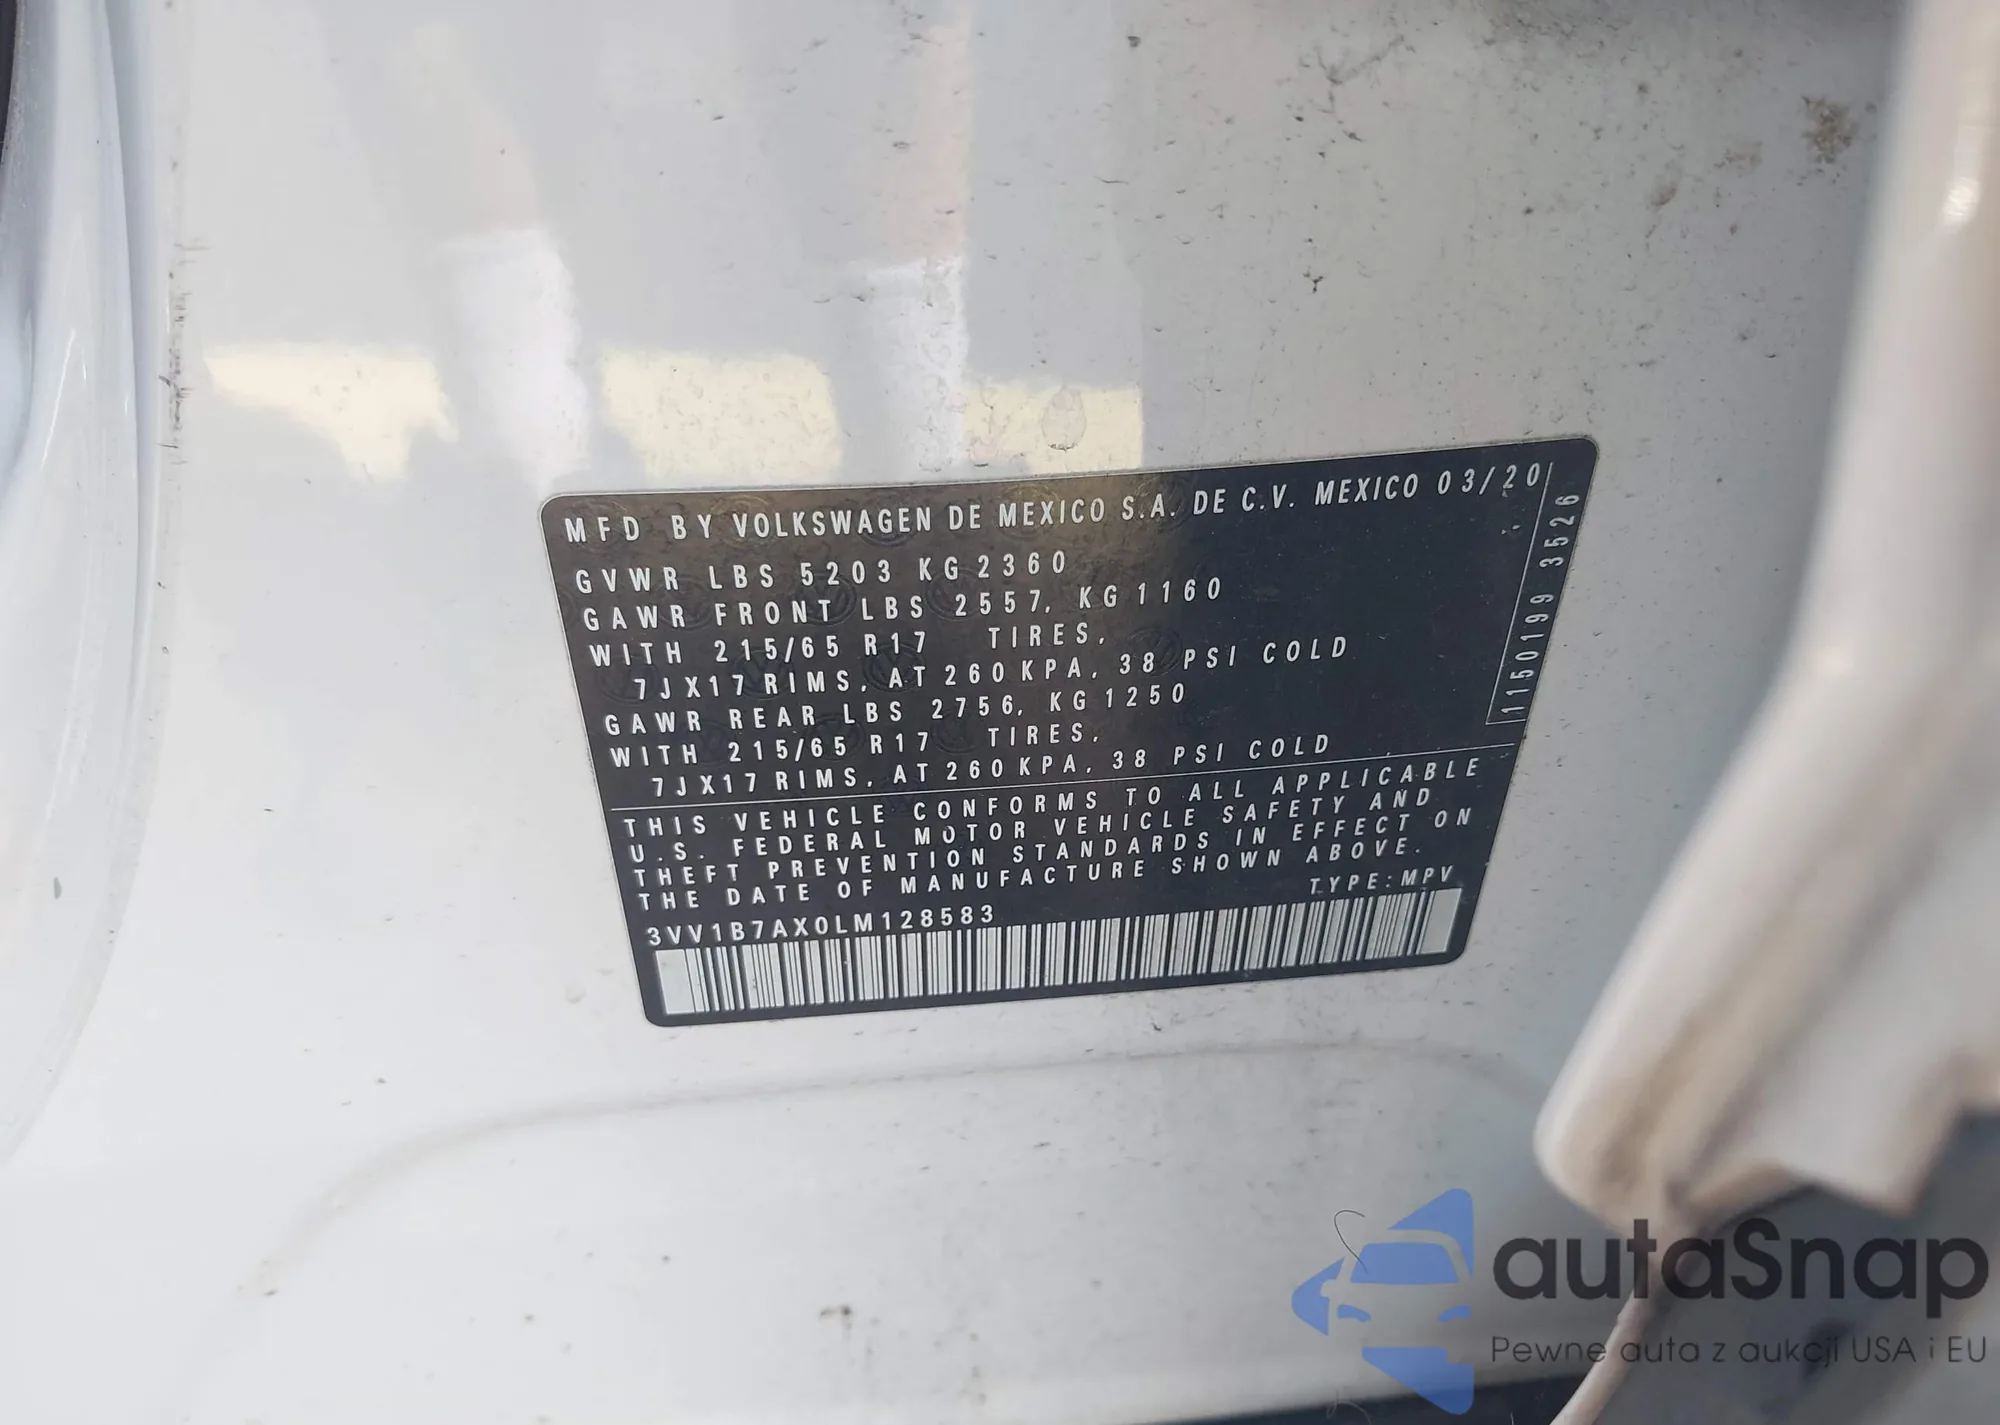 MFD BY VOLKSWAGEN DE MEXICO S.A. DE C.V. MEXICO 03/20
GVWR LBS 5203 KG 2360
GAWR FRONT LBS 2557, KG 1160
WITH 215/65 R17 TIRES,
7JX17 RIMS, AT 260 KPA, 38 PSI COLD
GAWR REAR LBS 2756, KG 1250
WITH 215/65 R17 TIRES,
7JX17 RIMS, AT 260 KPA, 38 PSI COLD
1150199 3526
THIS VEHICLE CONFORMS TO ALL APPLICABLE
U.S. FEDERAL MOTOR VEHICLE SAFETY AND
THEFT PREVENTION STANDARDS IN EFFECT ON
THE DATE OF MANUFACTURE SHOWN ABOVE.
3VV1B7AX0LM128583 TYPE:MPV
autaSnap
Pewne auta z aukcji USA i EU